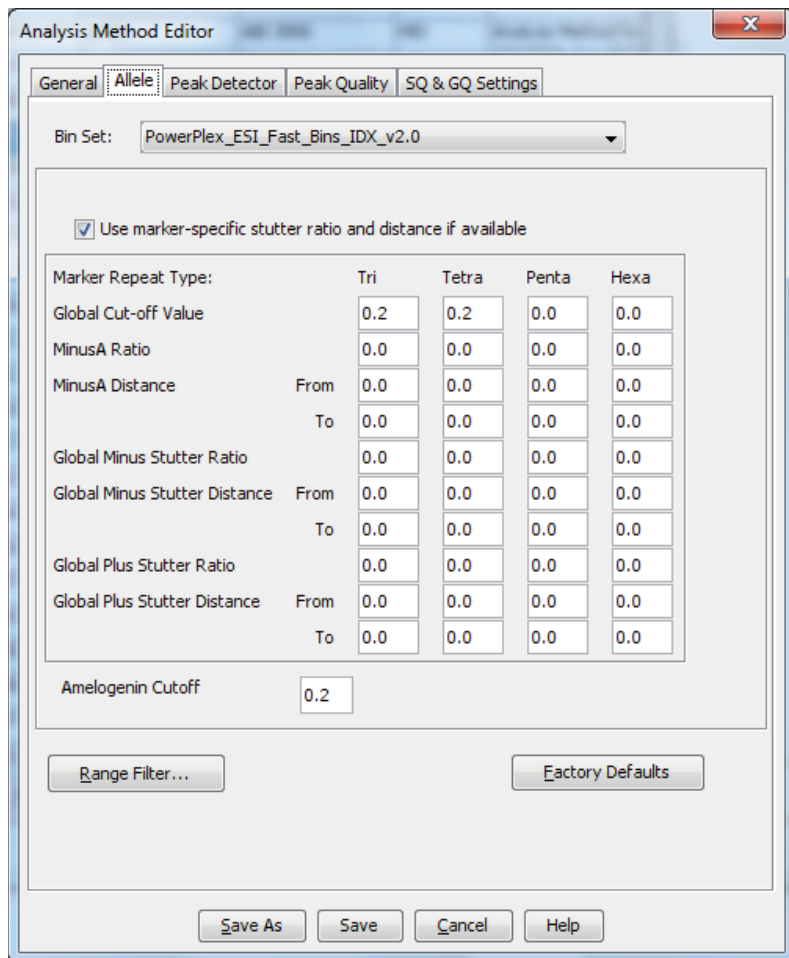 Analysis Method Editor
General Allele Peak Detector Peak Quality SQ & GQ Settings
Bin Set: PowerPlex_ESI_Fast_Bins_IDX_v2.0
Use marker-specific stutter ratio and distance if available
Marker Repeat Type: Tri Tetra Penta Hexa
Global Cut-off Value 0.2 0.2 0.0 0.0
MinusA Ratio 0.0 0.0 0.0 0.0
MinusA Distance From 0.0 0.0 0.0 0.0
To 0.0 0.0 0.0 0.0
Global Minus Stutter Ratio 0.0 0.0 0.0 0.0
Global Minus Stutter Distance From 0.0 0.0 0.0 0.0
To 0.0 0.0 0.0 0.0
Global Plus Stutter Ratio 0.0 0.0 0.0 0.0
Global Plus Stutter Distance From 0.0 0.0 0.0 0.0
To 0.0 0.0 0.0 0.0
Amelogenin Cutoff 0.2
Range Filter... Factory Defaults
Save As Save Cancel Help